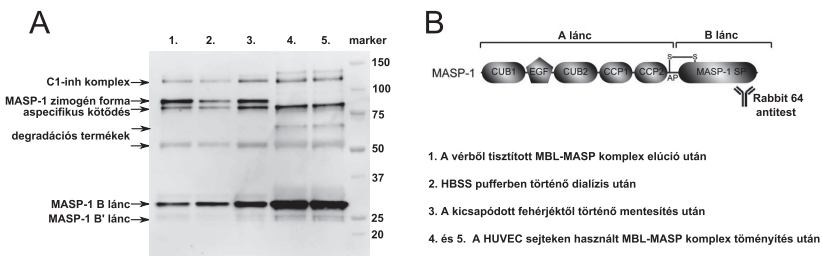 A
1. 2. 3. 4. 5. marker
C1-inh komplex
MASP-1 zimogén forma
aspecifikus kötődés
degradációs termékek
MASP-1 B lánc
MASP-1 B' lánc
150
100
75
50
37
25
20
B
A lánc
B lánc
S S
MASP-1
CUB1 EGF CUB2 CCP1 CCP2 MASP-1 SP
AP
Rabbit 64
antitest
1. A vérből tisztított MBL-MASP komplex elúció után
2. HBSS pufferben történő dialízis után
3. A kicsapódott fehérjéktől történő mentesítés után
4. és 5. A HUVEC sejteken használt MBL-MASP komplex töményítés után